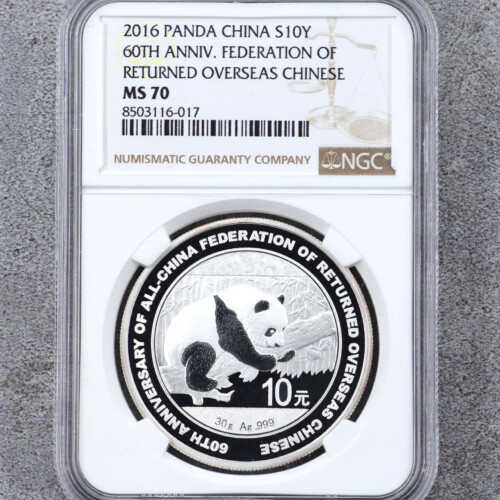 2016 PANDA CHINA S10Y
60TH ANNIV. FEDERATION OF
RETURNED OVERSEAS CHINESE
MS 70
8503116-017
NUMISMATIC GUARANTY COMPANY
NGC®
60TH ANNIVERSARY OF ALL-CHINA FEDERATION OF RETURNED OVERSEAS CHINESE
10元
30g Ag.999